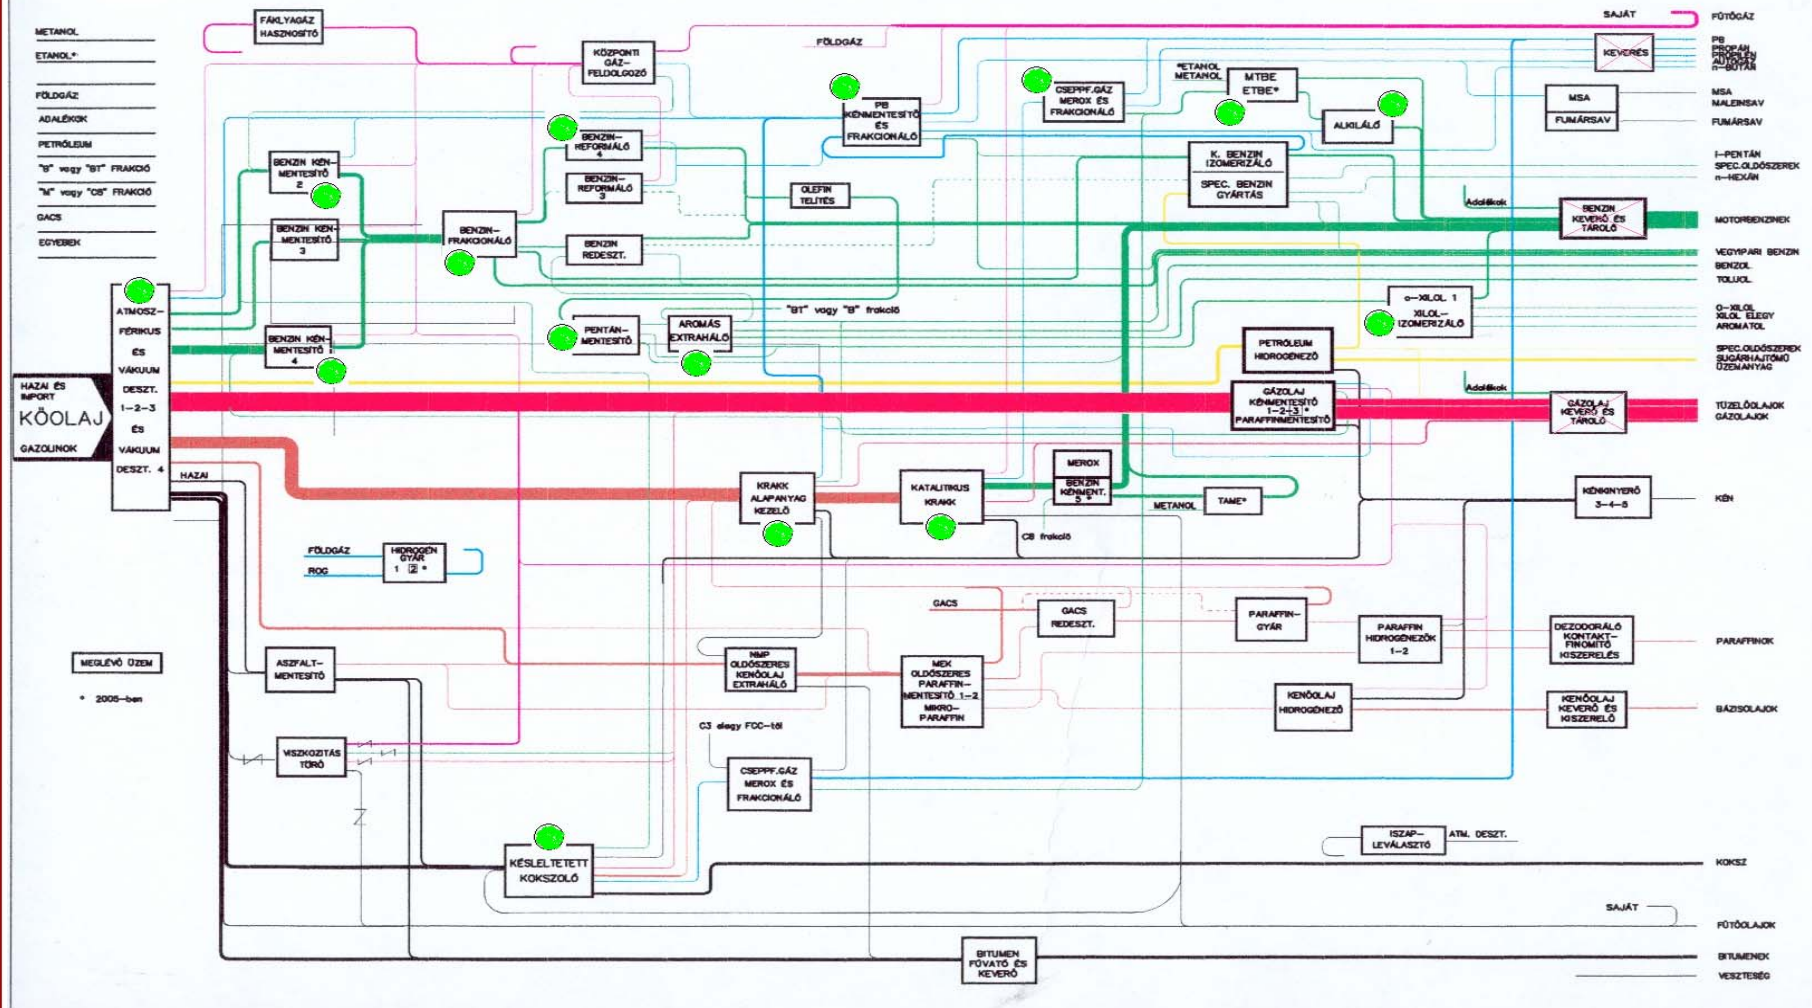 METANOL
ETANOL*
FÖLDGÁZ
ADALÉKOK
PETRÓLEUM
"B" vagy "BT" FRAKCIÓ
"M" vagy "C8" FRAKCIÓ
GACS
EGYEBEK
FÁKLYAGÁZ
HASZNOSÍTÓ
KÖZPONTI
GÁZ-
FELDOLGOZÓ
FÖLDGÁZ
SAJÁT
FŰTŐGÁZ
KEVERÉS
PB
PROPÁN
PROPILÉN
AUTÓGÁZ
n-BUTÁN
PB
KÉNMENTESÍTŐ
ÉS
FRAKCIONÁLÓ
CSEPPF.GÁZ
MEROX ÉS
FRAKCIONÁLÓ
*ETANOL
METANOL
MTBE
ETBE*
ALKILÁLÓ
MSA
FUMÁRSAV
MSA
MALEINSAV
FUMÁRSAV
BENZIN KÉN-
MENTESÍTŐ
2
BENZIN-
REFORMÁLÓ
4
BENZIN-
REFORMÁLÓ
3
OLEFIN
TELÍTÉS
K. BENZIN
IZOMERIZÁLÓ
SPEC. BENZIN
GYÁRTÁS
I-PENTÁN
SPEC.OLDÓSZEREK
n-HEXÁN
Adalékok
BENZIN
KEVERŐ ÉS
TÁROLÓ
MOTORBENZINEK
BENZIN KÉN-
MENTESÍTŐ
3
BENZIN-
FRAKCIONÁLÓ
BENZIN
REDESZT.
VEGYIPARI BENZIN
BENZOL
TOLUOL
ATMOSZ-
FÉRIKUS
ÉS
VÁKUUM
DESZT.
1-2-3
ÉS
VÁKUUM
DESZT. 4
BENZIN KÉN-
MENTESÍTŐ
4
PENTÁN-
MENTESÍTŐ
AROMÁS
EXTRAHÁLÓ
"BT" vagy "B" frakció
o-XILOL 1
XILOL-
IZOMERIZÁLÓ
O-XILOL
XILOL ELEGY
AROMATOL
PETRÓLEUM
HIDROGÉNEZŐ
SPEC.OLDÓSZEREK
SUGÁRHAJTÓMŰ
ÜZEMANYAG
HAZAI ÉS
IMPORT
KŐOLAJ
GAZOLINOK
GÁZOLAJ
KÉNMENTESÍTŐ
1-2-3 *
PARAFFINMENTESÍTŐ
Adalékok
GÁZOLAJ
KEVERŐ ÉS
TÁROLÓ
TÜZELŐOLAJOK
GÁZOLAJOK
HAZAI
KRAKK
ALAPANYAG
KEZELŐ
KATALITIKUS
KRAKK
MEROX
BENZIN
KÉNMENT.
5 *
METANOL
TAME*
KÉNKINYERŐ
3-4-5
KÉN
C8 frakció
FÖLDGÁZ
ROG
HIDROGÉN
GYÁR
1 2 *
GACS
GACS
REDESZT.
PARAFFIN-
GYÁR
PARAFFIN
HIDROGÉNEZŐK
1-2
DEZODORÁLÓ
KONTAKT-
FINOMÍTÓ
KISZERELÉS
PARAFFINOK
MEGLÉVŐ ÜZEM
* 2005-ben
ASZFALT-
MENTESÍTŐ
NMP
OLDÓSZERES
KENŐOLAJ
EXTRAHÁLÓ
MEK
OLDÓSZERES
PARAFFIN-
MENTESÍTŐ 1-2
MIKRO-
PARAFFIN
KENŐOLAJ
HIDROGÉNEZŐ
KENŐOLAJ
KEVERŐ ÉS
KISZERELŐ
BÁZISOLAJOK
C3 elegy FCC-től
VISZKOZITÁS
TÖRŐ
CSEPPF.GÁZ
MEROX ÉS
FRAKCIONÁLÓ
KÉSLELTETETT
KOKSZOLÓ
ISZAP-
LEVÁLASZTÓ
ATM. DESZT.
KOKSZ
SAJÁT
FŰTŐOLAJOK
BITUMEN
FÚVATÓ ÉS
KEVERŐ
BITUMENEK
VESZTESÉG